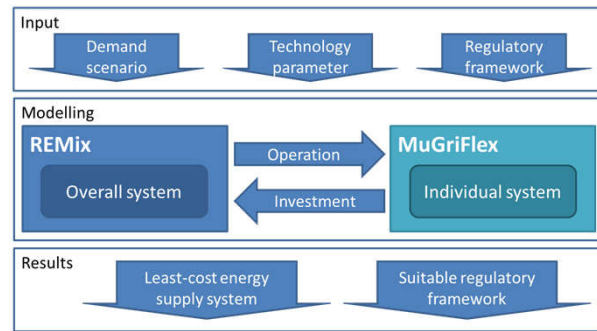 Input
Demand
scenario
Technology
parameter
Regulatory
framework
Modelling
REMix
Overall system
Operation
Investment
MuGriFlex
Individual system
Results
Least-cost energy
supply system
Suitable regulatory
framework